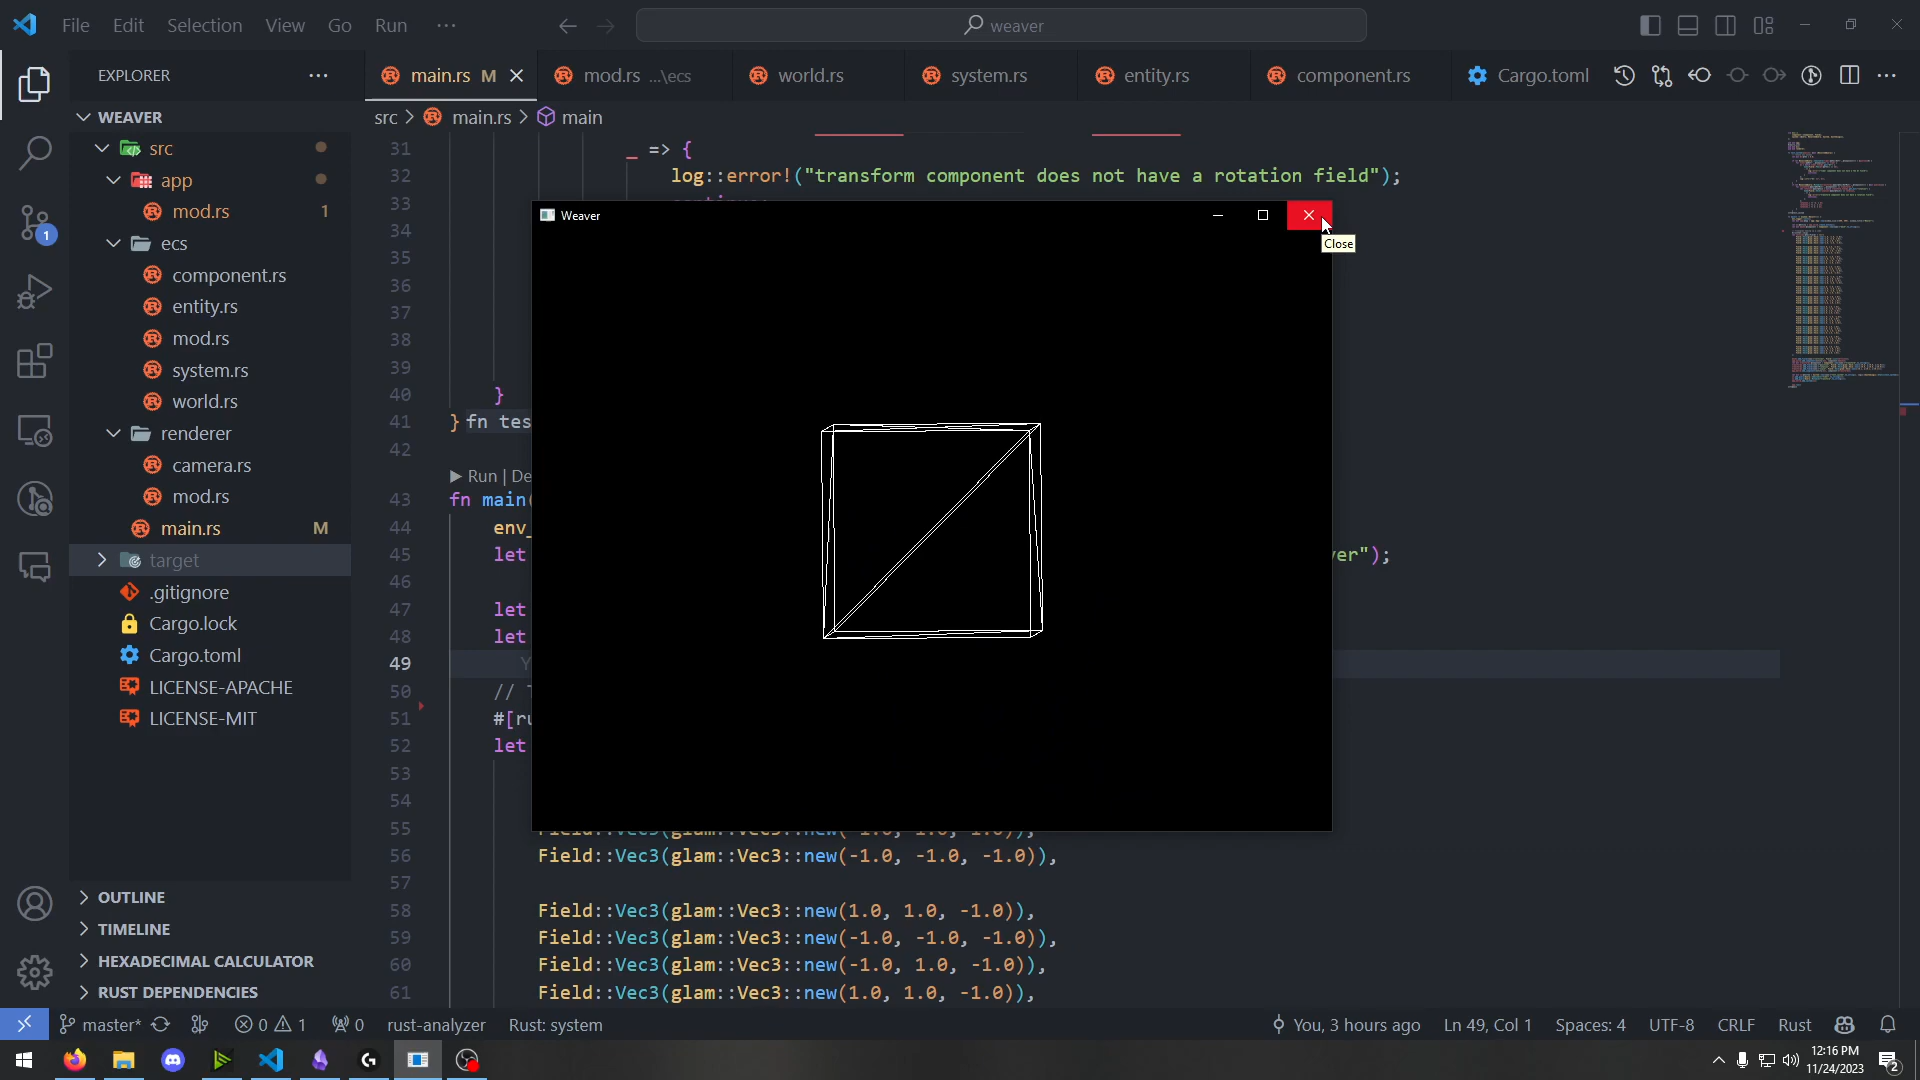 File Edit Selection View Go Run ···
weaver
EXPLORER ···
main.rs M
mod.rs ...\ecs
world.rs
system.rs
entity.rs
component.rs
Cargo.toml
WEAVER
src > main.rs > main
src
app
mod.rs 1
ecs
component.rs
entity.rs
mod.rs
system.rs
world.rs
renderer
camera.rs
mod.rs
main.rs M
target
.gitignore
Cargo.lock
Cargo.toml
LICENSE-APACHE
LICENSE-MIT
OUTLINE
TIMELINE
HEXADECIMAL CALCULATOR
RUST DEPENDENCIES
1
31 _ => {
32 log::error!("transform component does not have a rotation field");
33
34
35
36
37
38
39
40 }
41 } fn tes
42
Run | De
43 fn main(
44 env_
45 let er");
46
47 let
48 let
49 Y
50 // T
51 #[ru
52 let
53
54
55
56 Field::Vec3(glam::Vec3::new(-1.0, -1.0, -1.0)),
57
58 Field::Vec3(glam::Vec3::new(1.0, 1.0, -1.0)),
59 Field::Vec3(glam::Vec3::new(-1.0, -1.0, -1.0)),
60 Field::Vec3(glam::Vec3::new(-1.0, 1.0, -1.0)),
61 Field::Vec3(glam::Vec3::new(1.0, 1.0, -1.0)),
Weaver
Close
master* 0 1 0 rust-analyzer Rust: system
You, 3 hours ago Ln 49, Col 1 Spaces: 4 UTF-8 CRLF Rust
12:16 PM
11/24/2023
2